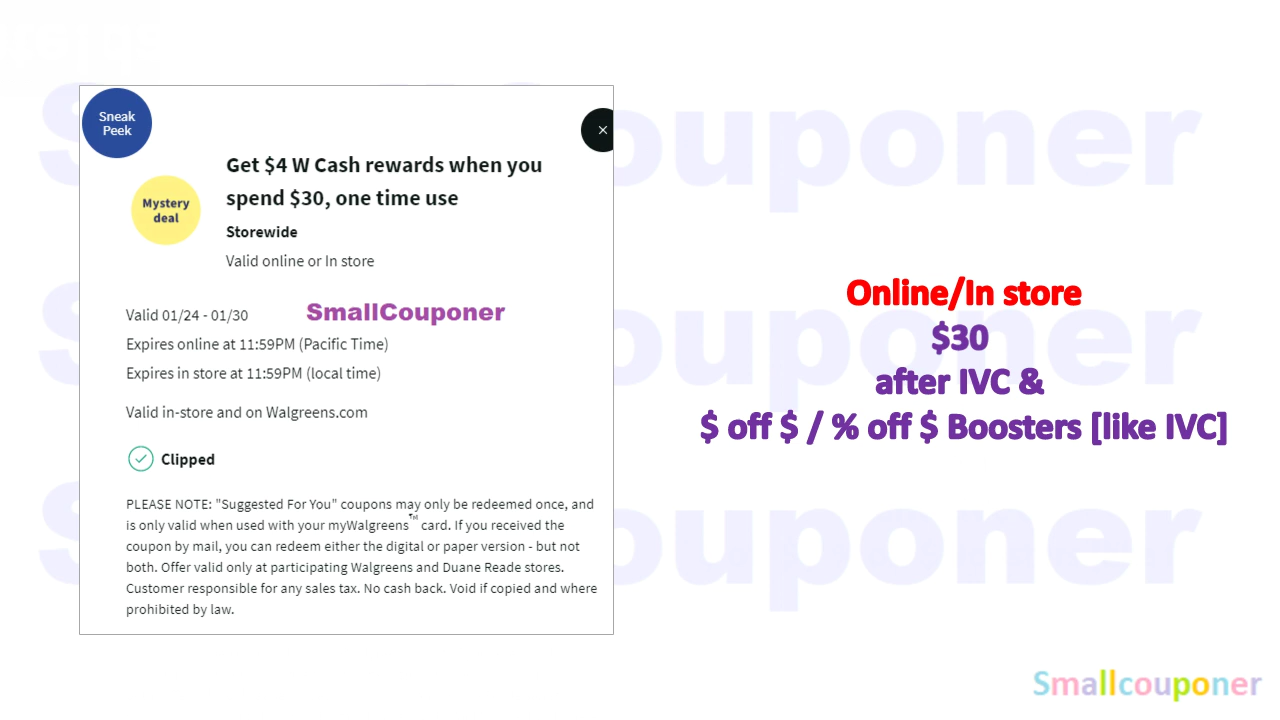 Sneak
Peek
×
Get $4 W Cash rewards when you
spend $30, one time use
Mystery
deal
Storewide
Valid online or In store
Valid 01/24 - 01/30
SmallCouponer
Expires online at 11:59PM (Pacific Time)
Expires in store at 11:59PM (local time)
Valid in-store and on Walgreens.com
Clipped
PLEASE NOTE: "Suggested For You" coupons may only be redeemed once, and
is only valid when used with your myWalgreens™ card. If you received the
coupon by mail, you can redeem either the digital or paper version - but not
both. Offer valid only at participating Walgreens and Duane Reade stores.
Customer responsible for any sales tax. No cash back. Void if copied and where
prohibited by law.
Online/In store
$30
after IVC &
$ off $ / % off $ Boosters [like IVC]
S ouponer
S ouponer
S ouponer
Smallcouponer